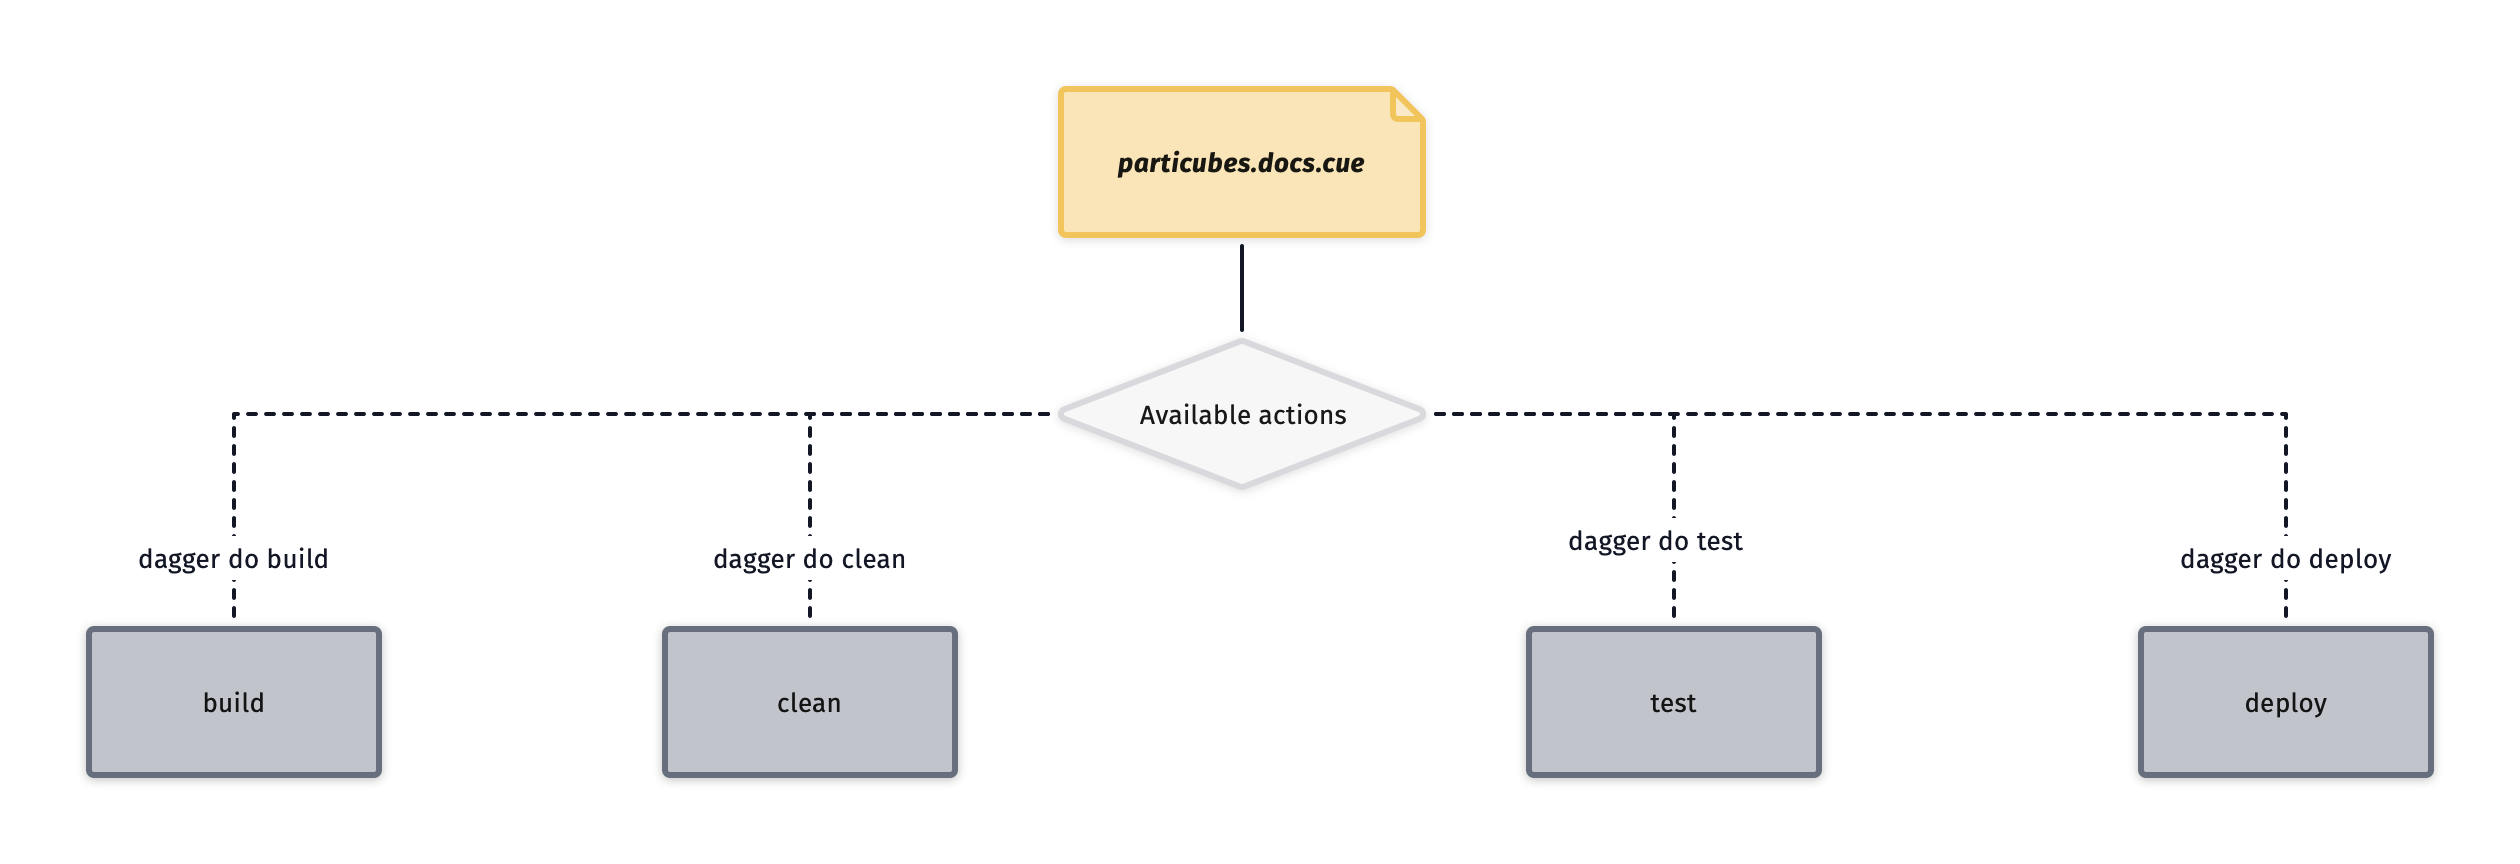 particubes.docs.cue
Available actions
dagger do build
dagger do clean
dagger do test
dagger do deploy
build
clean
test
deploy